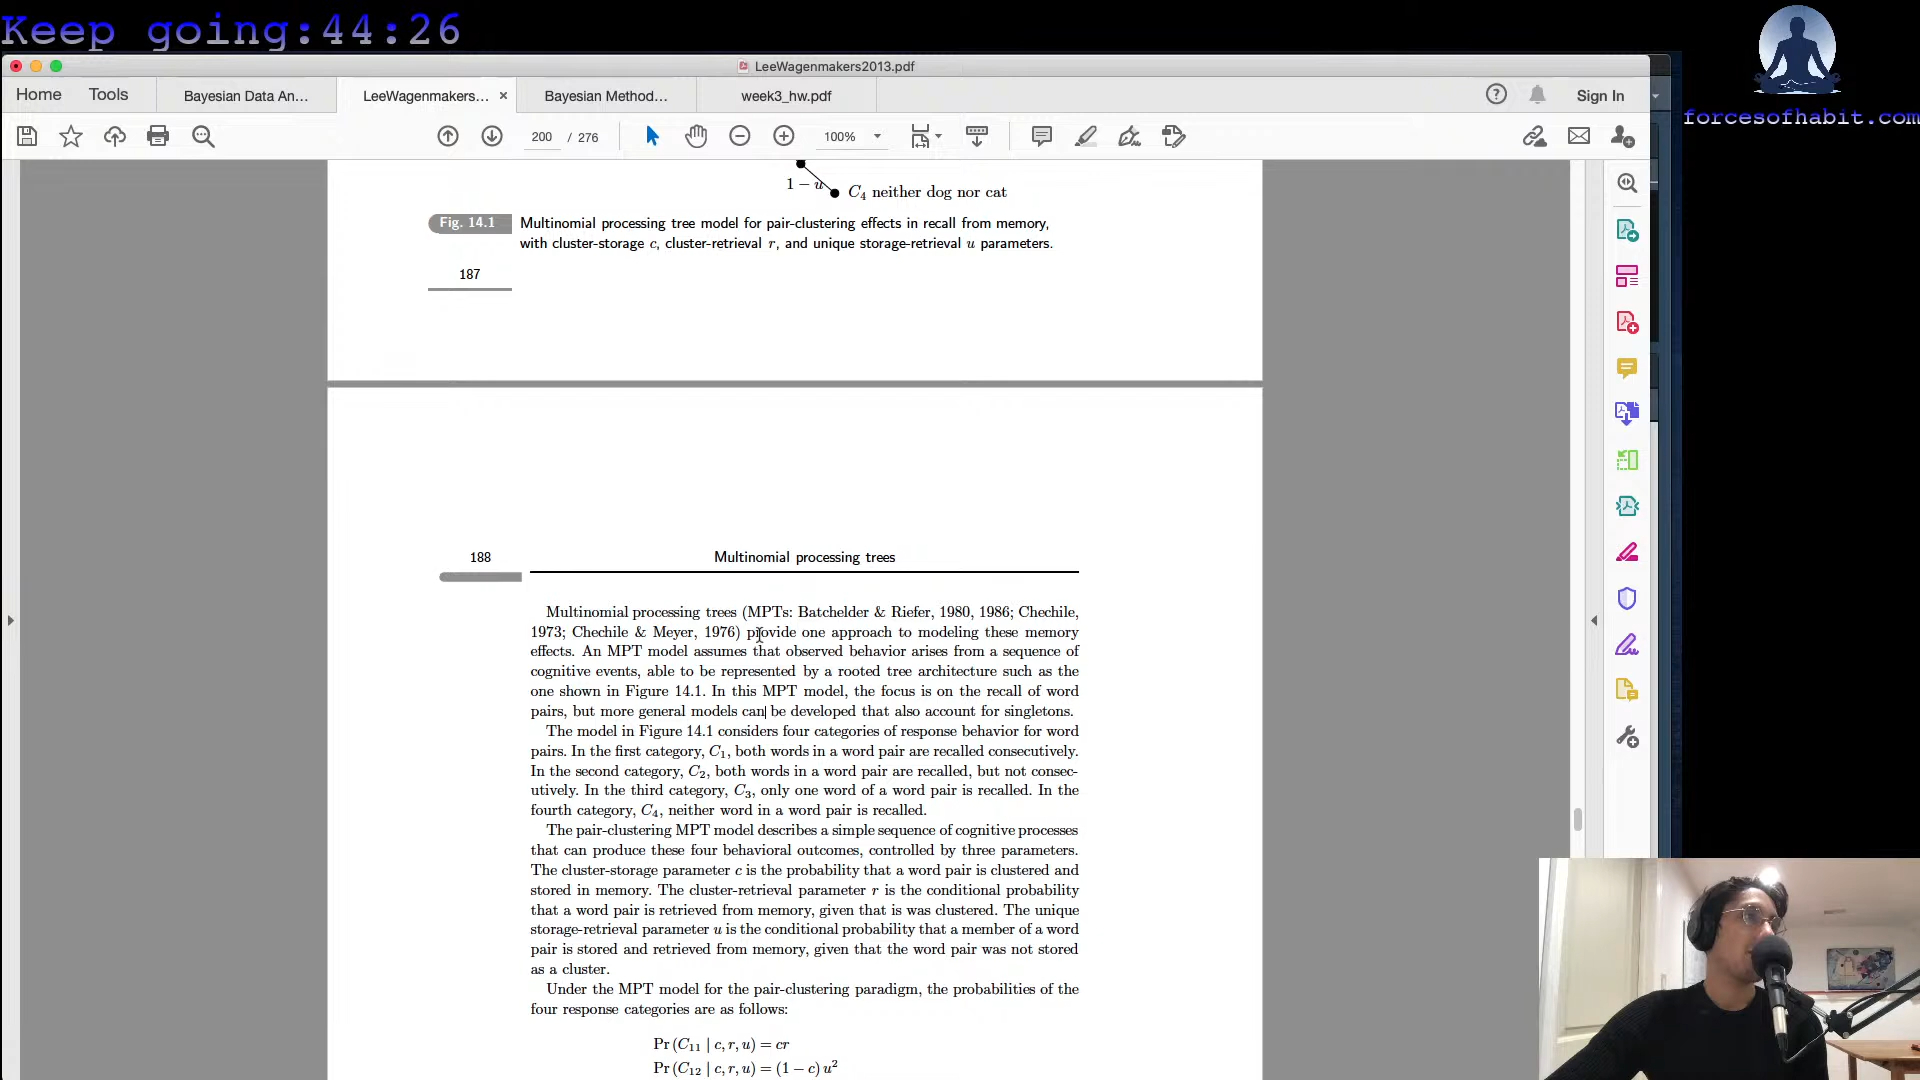 Keep going:44:26
forcesofhabit.com
LeeWagenmakers2013.pdf
Home Tools Bayesian Data An... LeeWagenmakers... × Bayesian Method... week3_hw.pdf Sign In
200 / 276 100%
1 − u C4 neither dog nor cat
Fig. 14.1 Multinomial processing tree model for pair-clustering effects in recall from memory,
with cluster-storage c, cluster-retrieval r, and unique storage-retrieval u parameters.
187
188 Multinomial processing trees
Multinomial processing trees (MPTs: Batchelder & Riefer, 1980, 1986; Chechile,
1973; Chechile & Meyer, 1976) provide one approach to modeling these memory
effects. An MPT model assumes that observed behavior arises from a sequence of
cognitive events, able to be represented by a rooted tree architecture such as the
one shown in Figure 14.1. In this MPT model, the focus is on the recall of word
pairs, but more general models can be developed that also account for singletons.
The model in Figure 14.1 considers four categories of response behavior for word
pairs. In the first category, C1, both words in a word pair are recalled consecutively.
In the second category, C2, both words in a word pair are recalled, but not consec-
utively. In the third category, C3, only one word of a word pair is recalled. In the
fourth category, C4, neither word in a word pair is recalled.
The pair-clustering MPT model describes a simple sequence of cognitive processes
that can produce these four behavioral outcomes, controlled by three parameters.
The cluster-storage parameter c is the probability that a word pair is clustered and
stored in memory. The cluster-retrieval parameter r is the conditional probability
that a word pair is retrieved from memory, given that is was clustered. The unique
storage-retrieval parameter u is the conditional probability that a member of a word
pair is stored and retrieved from memory, given that the word pair was not stored
as a cluster.
Under the MPT model for the pair-clustering paradigm, the probabilities of the
four response categories are as follows:
Pr (C11 | c, r, u) = cr
Pr (C12 | c, r, u) = (1 − c) u²